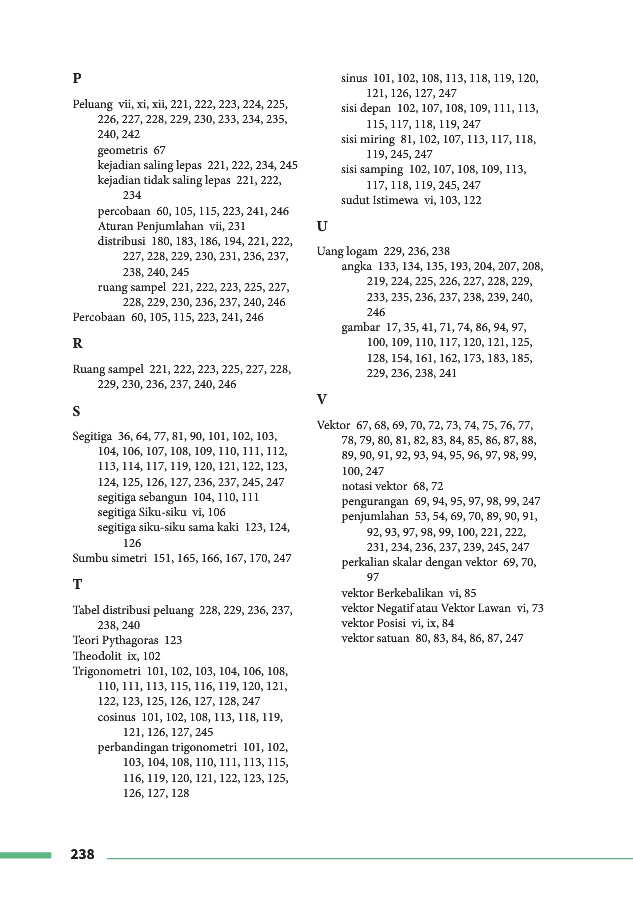 P
Peluang vii, xi, xii, 221, 222, 223, 224, 225,
226, 227, 228, 229, 230, 233, 234, 235,
240, 242
geometris 67
kejadian saling lepas 221, 222, 234, 245
kejadian tidak saling lepas 221, 222,
234
percobaan 60, 105, 115, 223, 241, 246
Aturan Penjumlahan vii, 231
distribusi 180, 183, 186, 194, 221, 222,
227, 228, 229, 230, 231, 236, 237,
238, 240, 245
ruang sampel 221, 222, 223, 225, 227,
228, 229, 230, 236, 237, 240, 246
Percobaan 60, 105, 115, 223, 241, 246
R
Ruang sampel 221, 222, 223, 225, 227, 228,
229, 230, 236, 237, 240, 246
S
Segitiga 36, 64, 77, 81, 90, 101, 102, 103,
104, 106, 107, 108, 109, 110, 111, 112,
113, 114, 117, 119, 120, 121, 122, 123,
124, 125, 126, 127, 236, 237, 245, 247
segitiga sebangun 104, 110, 111
segitiga Siku-siku vi, 106
segitiga siku-siku sama kaki 123, 124,
126
Sumbu simetri 151, 165, 166, 167, 170, 247
T
Tabel distribusi peluang 228, 229, 236, 237,
238, 240
Teori Pythagoras 123
Theodolit ix, 102
Trigonometri 101, 102, 103, 104, 106, 108,
110, 111, 113, 115, 116, 119, 120, 121,
122, 123, 125, 126, 127, 128, 247
cosinus 101, 102, 108, 113, 118, 119,
121, 126, 127, 245
perbandingan trigonometri 101, 102,
103, 104, 108, 110, 111, 113, 115,
116, 119, 120, 121, 122, 123, 125,
126, 127, 128
sinus 101, 102, 108, 113, 118, 119, 120,
121, 126, 127, 247
sisi depan 102, 107, 108, 109, 111, 113,
115, 117, 118, 119, 247
sisi miring 81, 102, 107, 113, 117, 118,
119, 245, 247
sisi samping 102, 107, 108, 109, 113,
117, 118, 119, 245, 247
sudut Istimewa vi, 103, 122
U
Uang logam 229, 236, 238
angka 133, 134, 135, 193, 204, 207, 208,
219, 224, 225, 226, 227, 228, 229,
233, 235, 236, 237, 238, 239, 240,
246
gambar 17, 35, 41, 71, 74, 86, 94, 97,
100, 109, 110, 117, 120, 121, 125,
128, 154, 161, 162, 173, 183, 185,
229, 236, 238, 241
V
Vektor 67, 68, 69, 70, 72, 73, 74, 75, 76, 77,
78, 79, 80, 81, 82, 83, 84, 85, 86, 87, 88,
89, 90, 91, 92, 93, 94, 95, 96, 97, 98, 99,
100, 247
notasi vektor 68, 72
pengurangan 69, 94, 95, 97, 98, 99, 247
penjumlahan 53, 54, 69, 70, 89, 90, 91,
92, 93, 97, 98, 99, 100, 221, 222,
231, 234, 236, 237, 239, 245, 247
perkalian skalar dengan vektor 69, 70,
97
vektor Berkebalikan vi, 85
vektor Negatif atau Vektor Lawan vi, 73
vektor Posisi vi, ix, 84
vektor satuan 80, 83, 84, 86, 87, 247
238